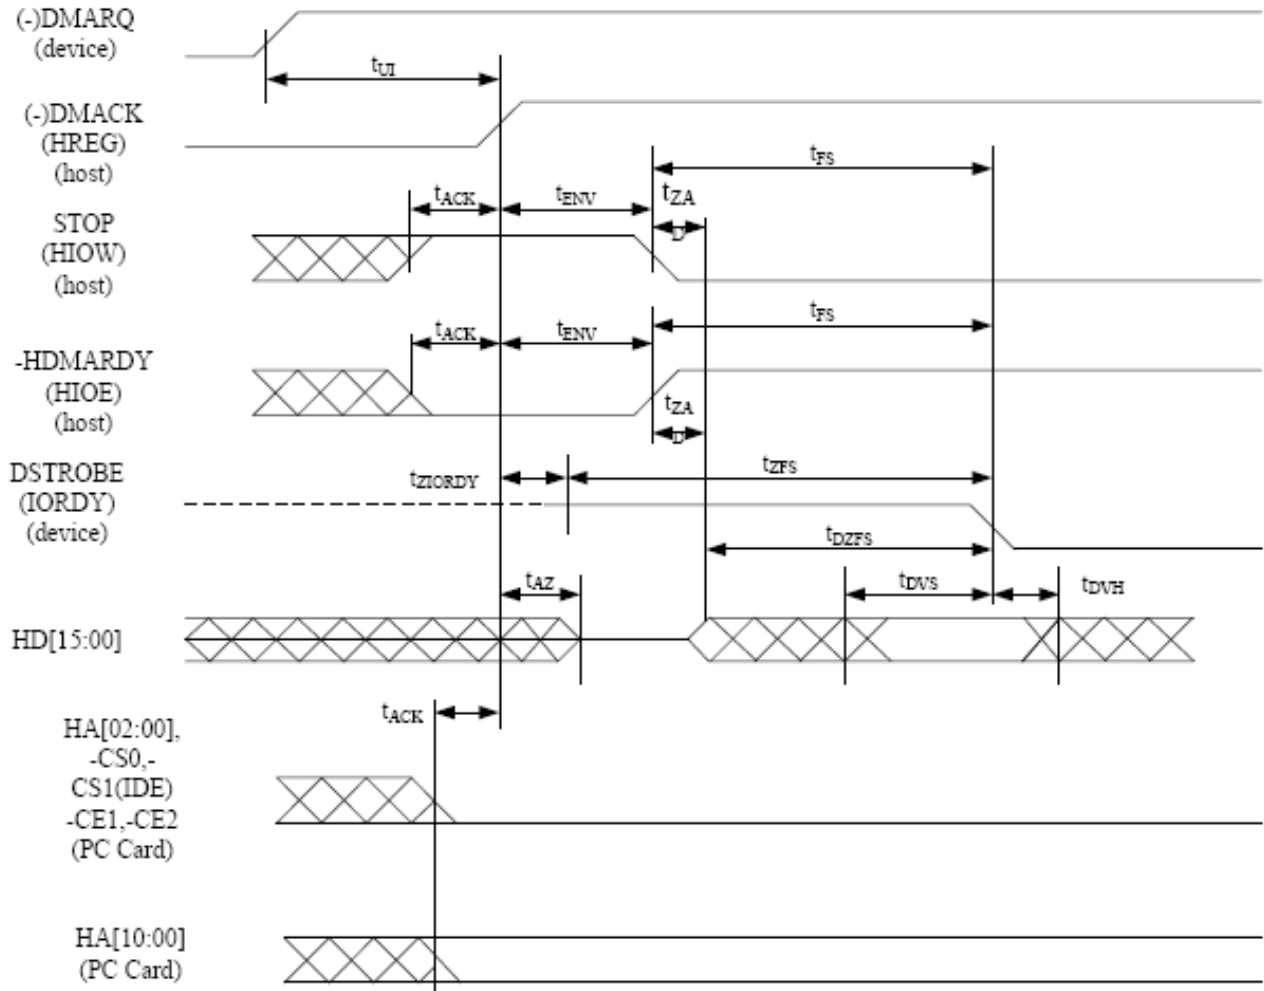 (-)DMARQ
(device)
tUI
(-)DMACK
(HREG)
(host)
tFS
tACK tENV tZA
D
STOP
(HIOW)
(host)
tFS
tACK tENV
-HDMARDY
(HIOE)
(host)
tZA
D
DSTROBE
(IORDY)
(device)
tZIORDY tZFS
tDZFS
tAZ tDVS tDVH
HD[15:00]
tACK
HA[02:00],
-CS0,-
CS1(IDE)
-CE1,-CE2
(PC Card)
HA[10:00]
(PC Card)